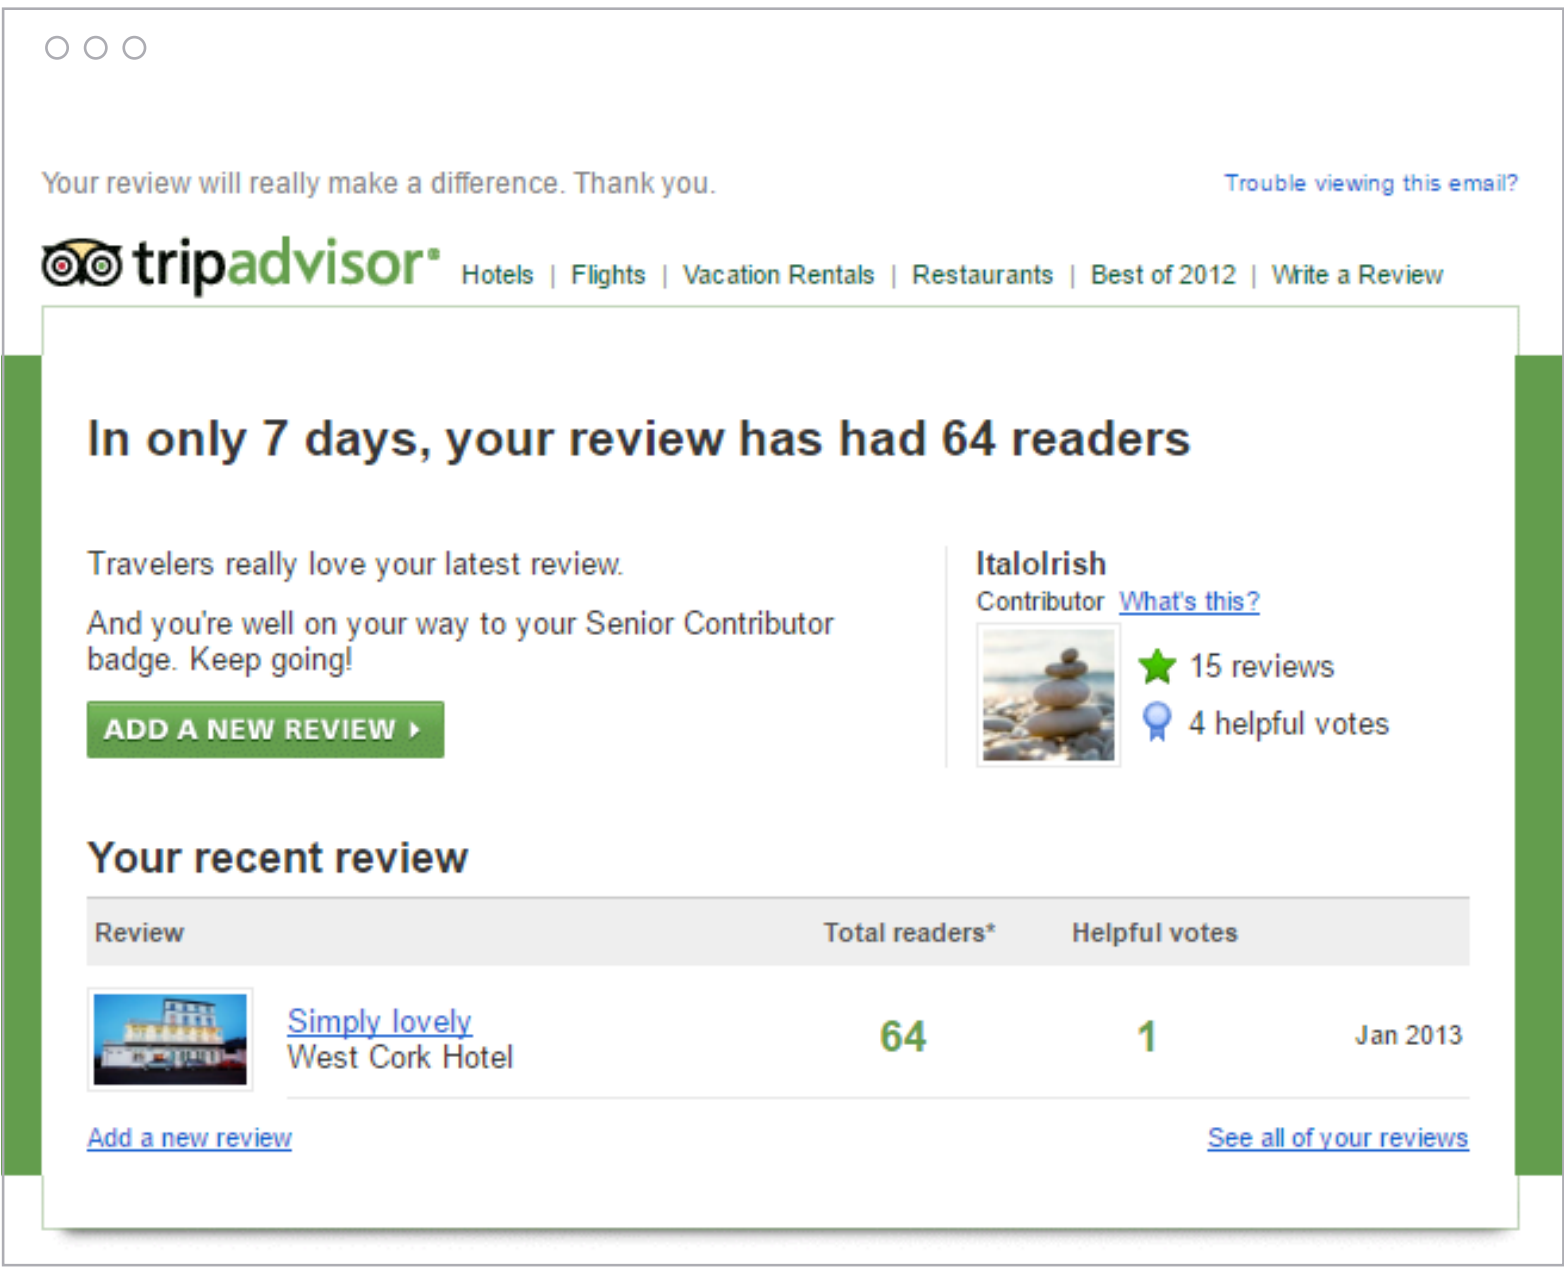 Your review will really make a difference. Thank you.
Trouble viewing this email?
tripadvisor
Hotels | Flights | Vacation Rentals | Restaurants | Best of 2012 | Write a Review
In only 7 days, your review has had 64 readers
Travelers really love your latest review.
And you're well on your way to your Senior Contributor
badge. Keep going!
ADD A NEW REVIEW
ItaloIrish
Contributor What's this?
15 reviews
4 helpful votes
Your recent review
Review Total readers* Helpful votes
Simply lovely
West Cork Hotel
64 1 Jan 2013
Add a new review
See all of your reviews